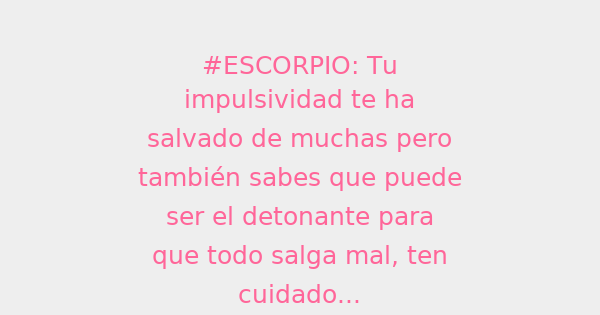 #ESCORPIO: Tu
impulsividad te ha
salvado de muchas pero
también sabes que puede
ser el detonante para
que todo salga mal, ten
cuidado...